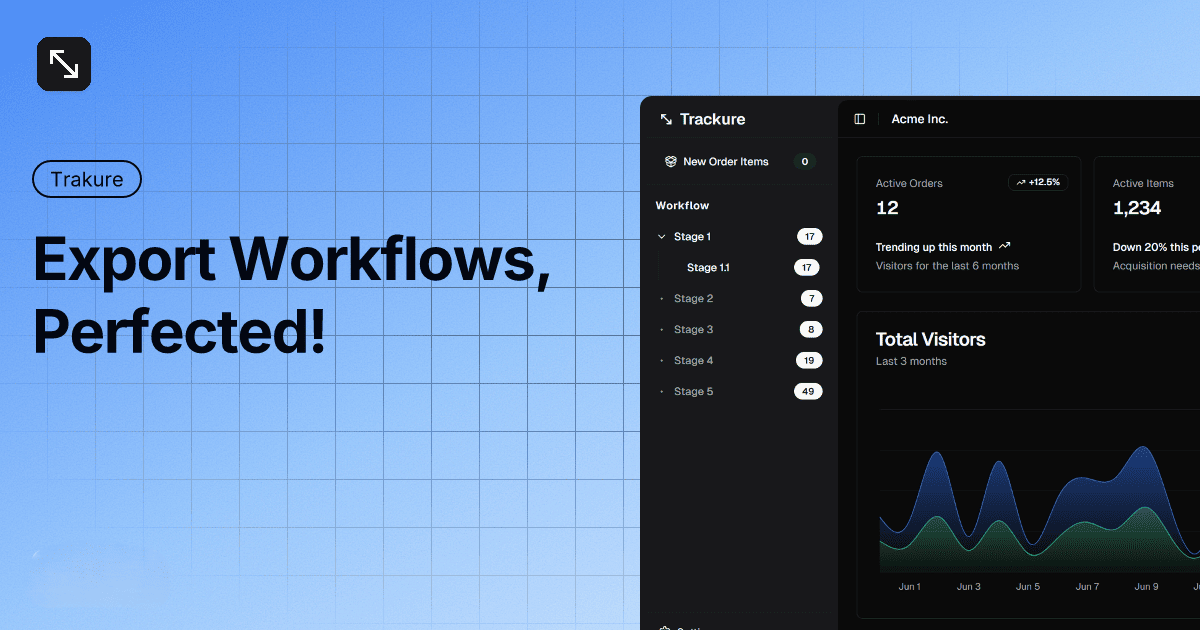 Trakure
Export Workflows,
Perfected!
Trackure
New Order Items 0
Workflow
Stage 1 17
Stage 1.1 17
Stage 2 7
Stage 3 8
Stage 4 19
Stage 5 49
Acme Inc.
Active Orders +12.5%
12
Trending up this month
Visitors for the last 6 months
Active Items
1,234
Down 20% this
Acquisition needs
Total Visitors
Last 3 months
Jun 1 Jun 3 Jun 5 Jun 7 Jun 9